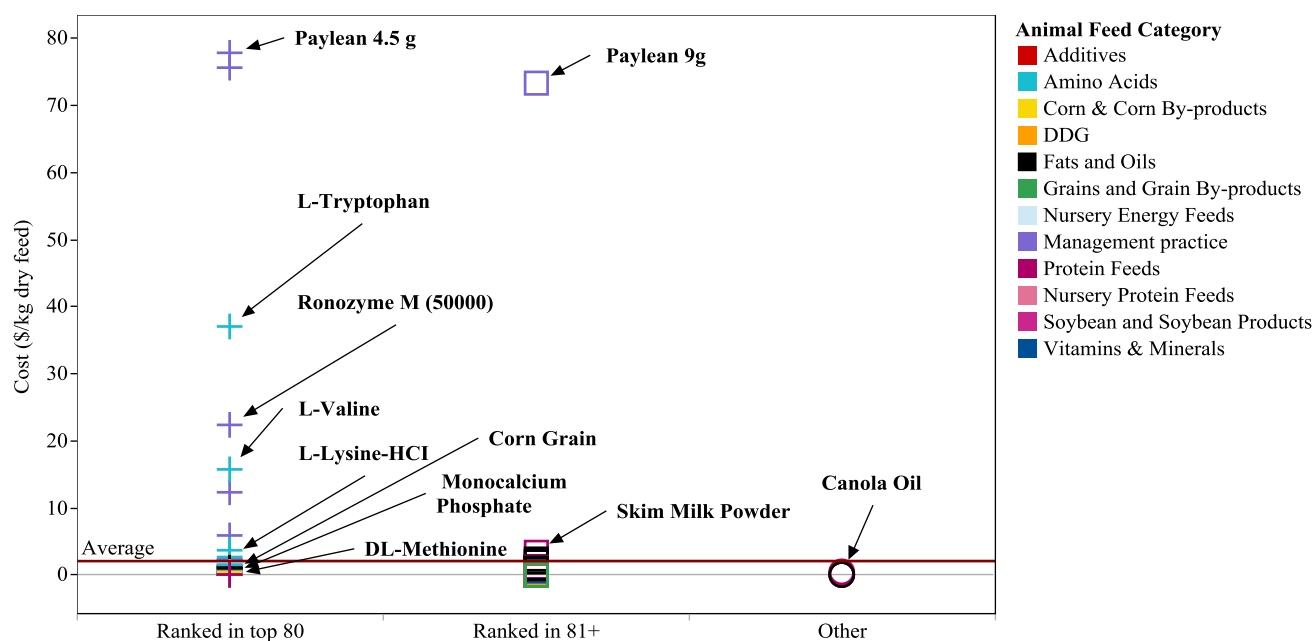 80
70
60
50
40
30
20
10
0
Cost ($/kg dry feed)
Paylean 4.5 g
Paylean 9g
L-Tryptophan
Ronozyme M (50000)
L-Valine
Corn Grain
L-Lysine-HCI
Monocalcium
Phosphate
Canola Oil
Skim Milk Powder
Average
DL-Methionine
Ranked in top 80
Ranked in 81+
Other
Animal Feed Category
Additives
Amino Acids
Corn & Corn By-products
DDG
Fats and Oils
Grains and Grain By-products
Nursery Energy Feeds
Management practice
Protein Feeds
Nursery Protein Feeds
Soybean and Soybean Products
Vitamins & Minerals